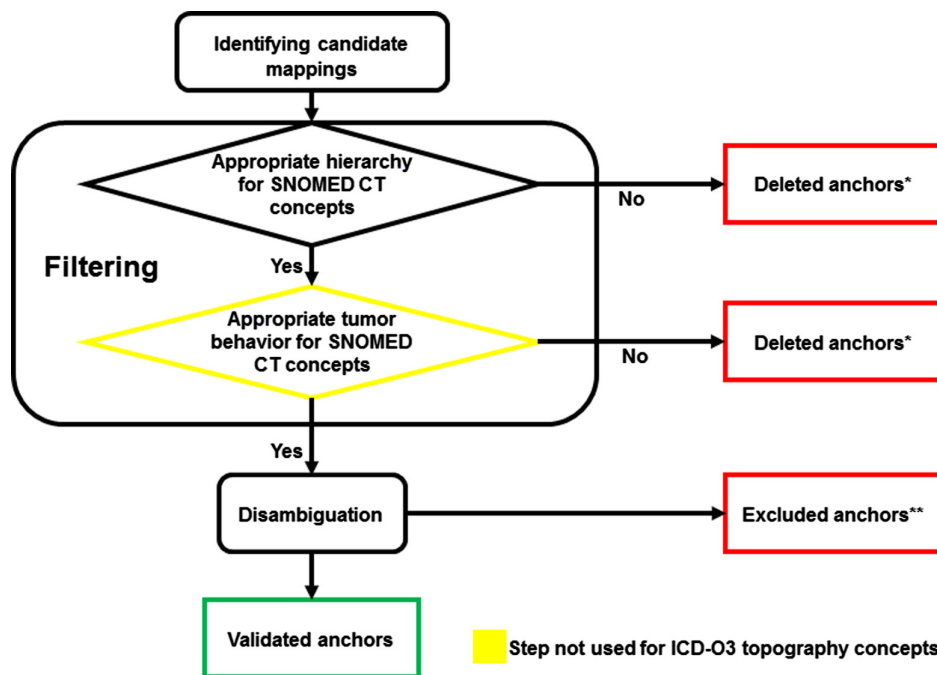 Identifying candidate
mappings
Appropriate hierarchy
for SNOMED CT
concepts
No
Deleted anchors*
Filtering
Yes
Appropriate tumor
behavior for SNOMED
CT concepts
No
Deleted anchors*
Yes
Disambiguation
Excluded anchors**
Validated anchors
Step not used for ICD-O3 topography concepts